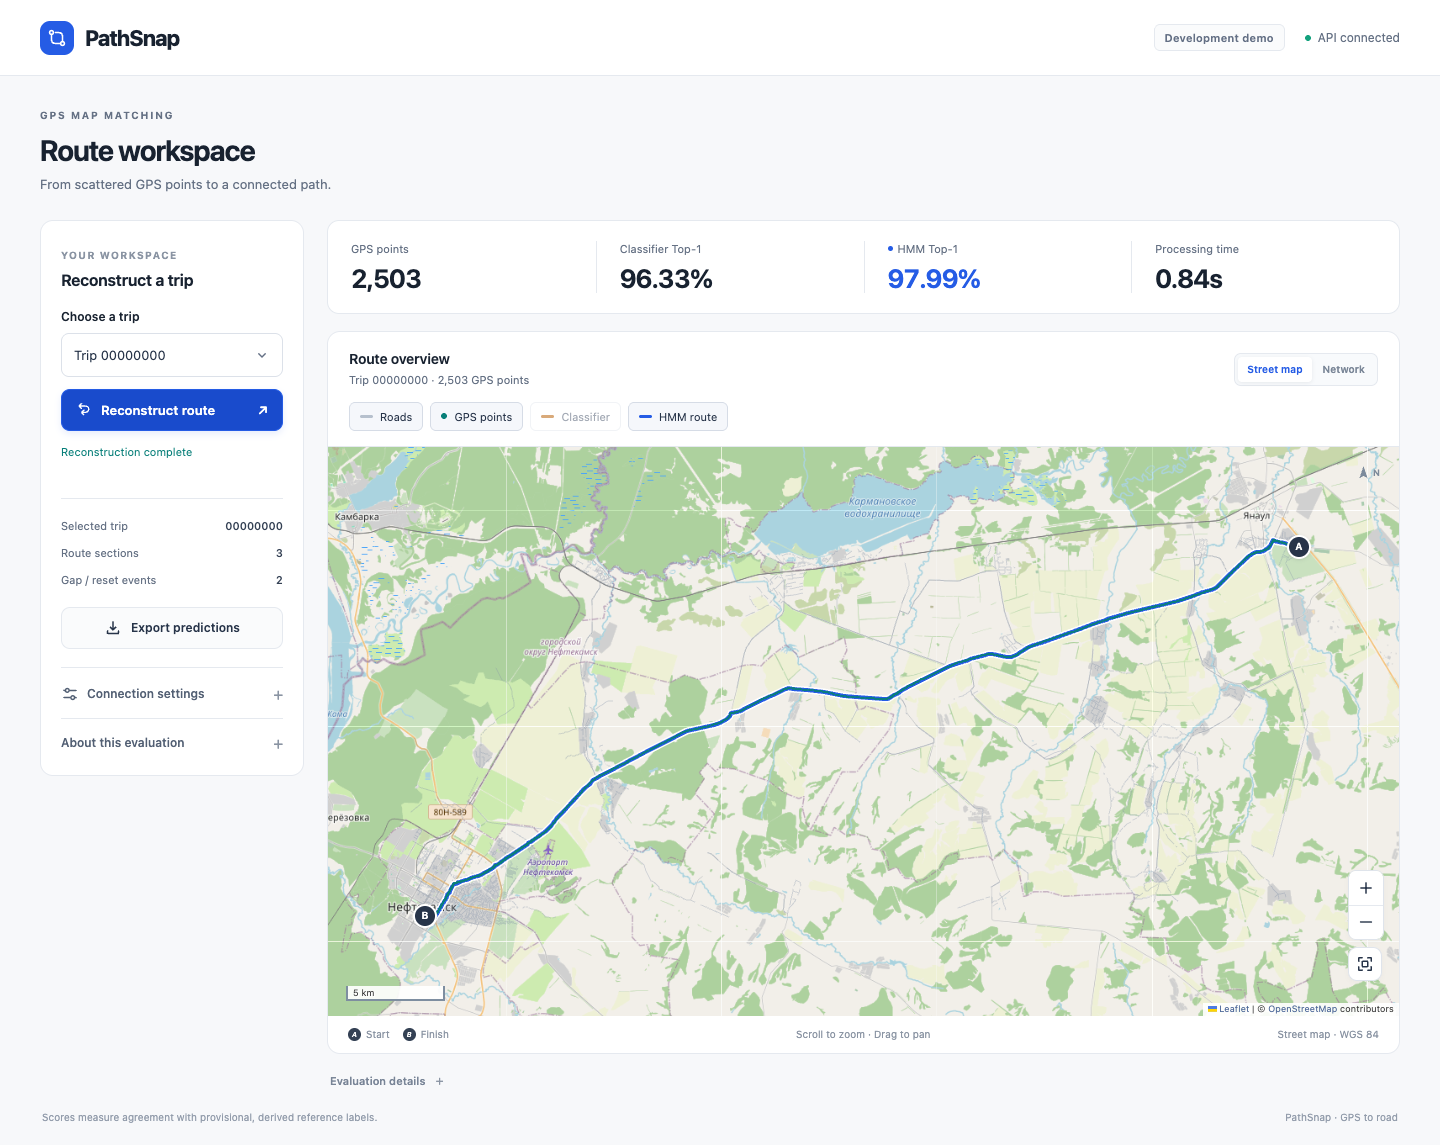 PathSnap
Development demo
API connected
GPS MAP MATCHING
Route workspace
From scattered GPS points to a connected path.
YOUR WORKSPACE
Reconstruct a trip
Choose a trip
Trip 00000000
Reconstruct route
Reconstruction complete
Selected trip 00000000
Route sections 3
Gap / reset events 2
Export predictions
Connection settings +
About this evaluation +
GPS points
2,503
Classifier Top-1
96.33%
HMM Top-1
97.99%
Processing time
0.84s
Route overview
Trip 00000000 · 2,503 GPS points
Street map
Network
Roads
GPS points
Classifier
HMM route
N
Камбарка
Кармановское
водохранилище
Янаул
A
городской
округ Нефтекамск
Кама
80Н-589
ерёзовка
Аэропорт
Нефтекамск
B
+
−
5 km
Leaflet | © OpenStreetMap contributors
A Start
B Finish
Scroll to zoom · Drag to pan
Street map · WGS 84
Evaluation details +
Scores measure agreement with provisional, derived reference labels.
PathSnap · GPS to road